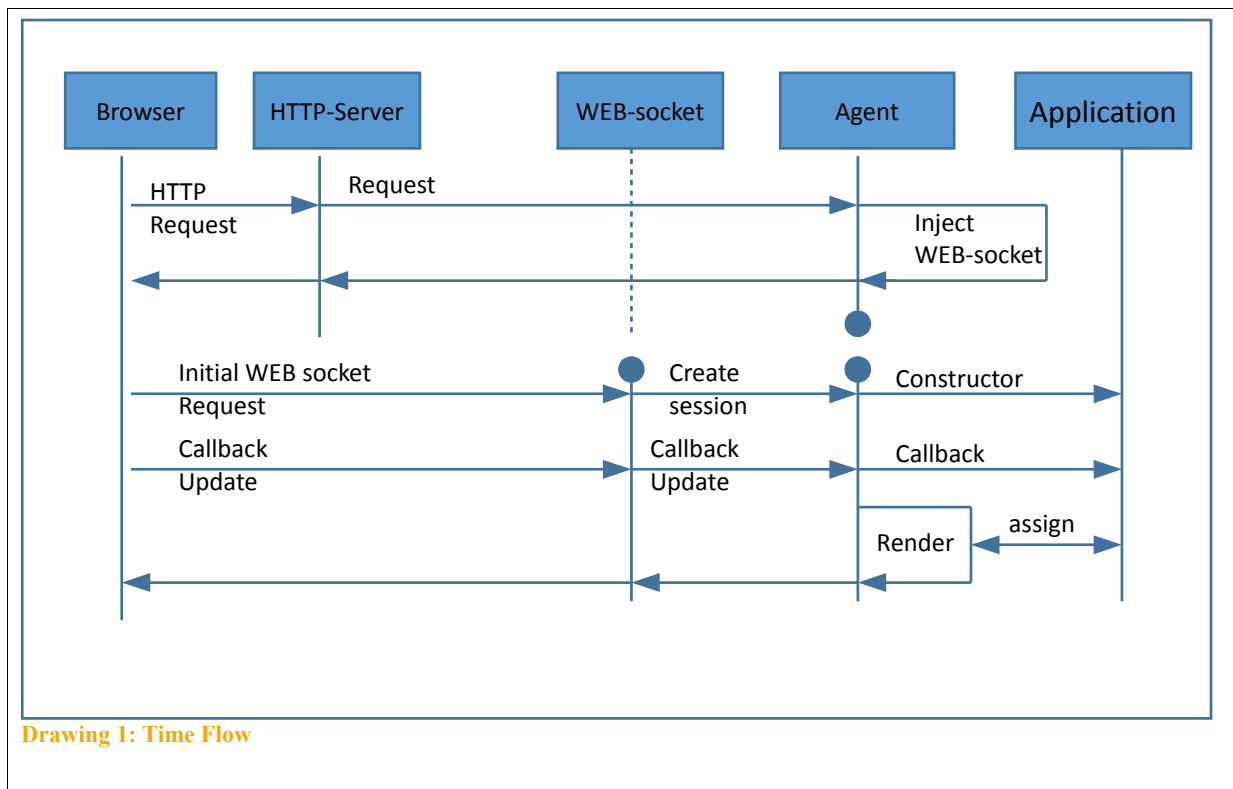 Browser
HTTP-Server
WEB-socket
Agent
Application
HTTP
Request
Request
Inject
WEB-socket
Initial WEB socket
Request
Create
session
Constructor
Callback
Update
Callback
Update
Callback
Render
assign
Drawing 1: Time Flow